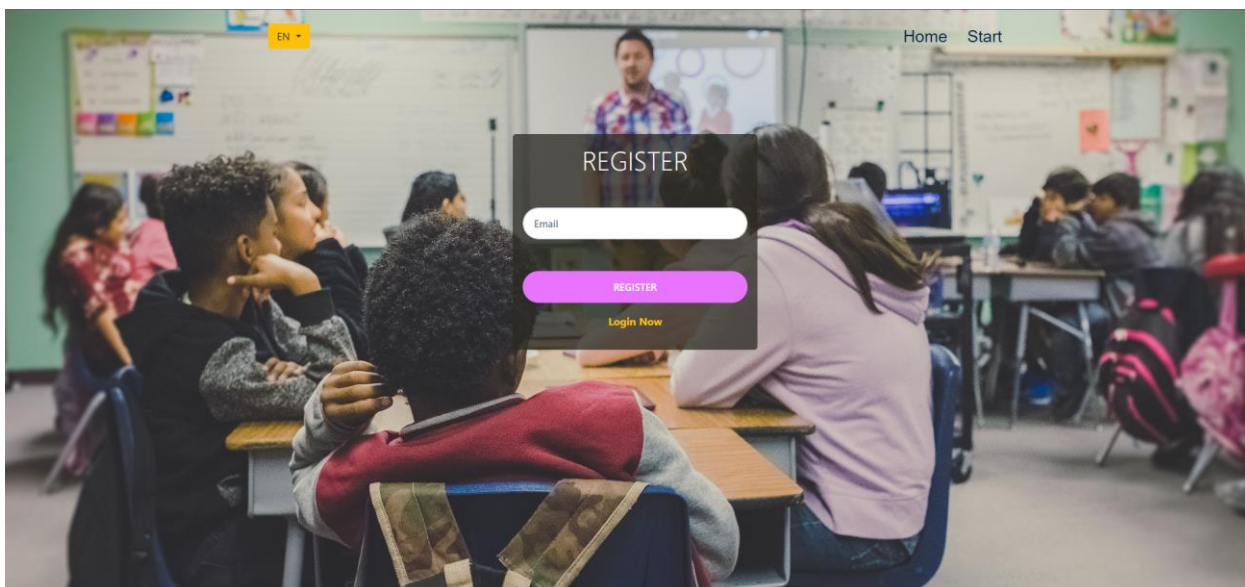 EN
Home Start
REGISTER
Email
REGISTER
Login Now